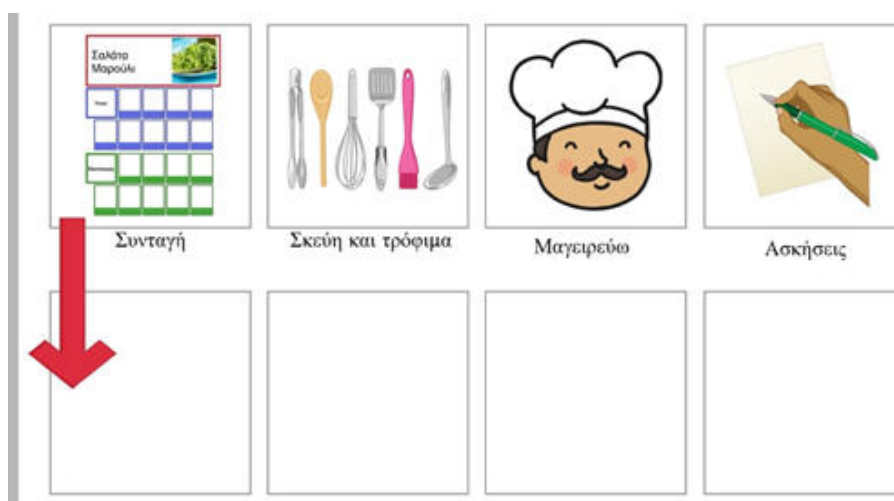 Σαλάτα
Μαρούλι
Συνταγή
Σκεύη και τρόφιμα
Μαγειρεύω
Ασκήσεις